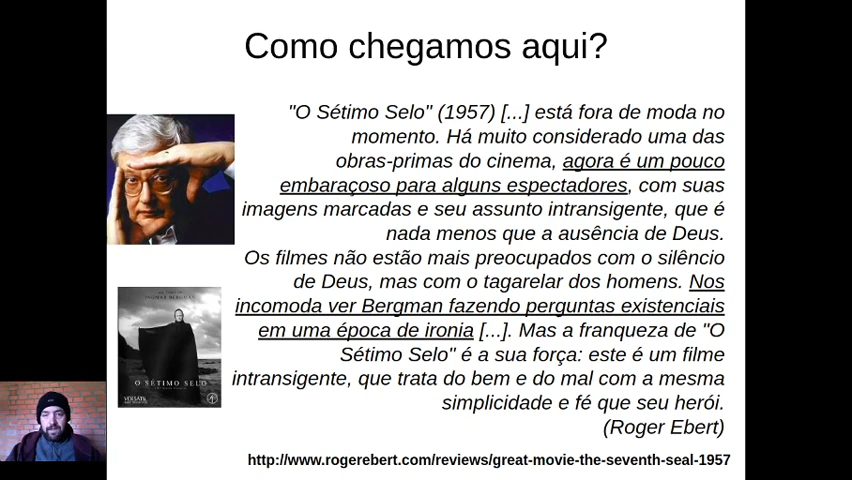 Como chegamos aqui?
"O Sétimo Selo" (1957) [...] está fora de moda no
momento. Há muito considerado uma das
obras-primas do cinema, agora é um pouco
embaraçoso para alguns espectadores, com suas
imagens marcadas e seu assunto intransigente, que é
nada menos que a ausência de Deus.
Os filmes não estão mais preocupados com o silêncio
de Deus, mas com o tagarelar dos homens. Nos
incomoda ver Bergman fazendo perguntas existenciais
em uma época de ironia [...]. Mas a franqueza de "O
Sétimo Selo" é a sua força: este é um filme
intransigente, que trata do bem e do mal com a mesma
simplicidade e fé que seu herói.
(Roger Ebert)
INGMAR BERGMAN
O SÉTIMO SELO
http://www.rogerebert.com/reviews/great-movie-the-seventh-seal-1957